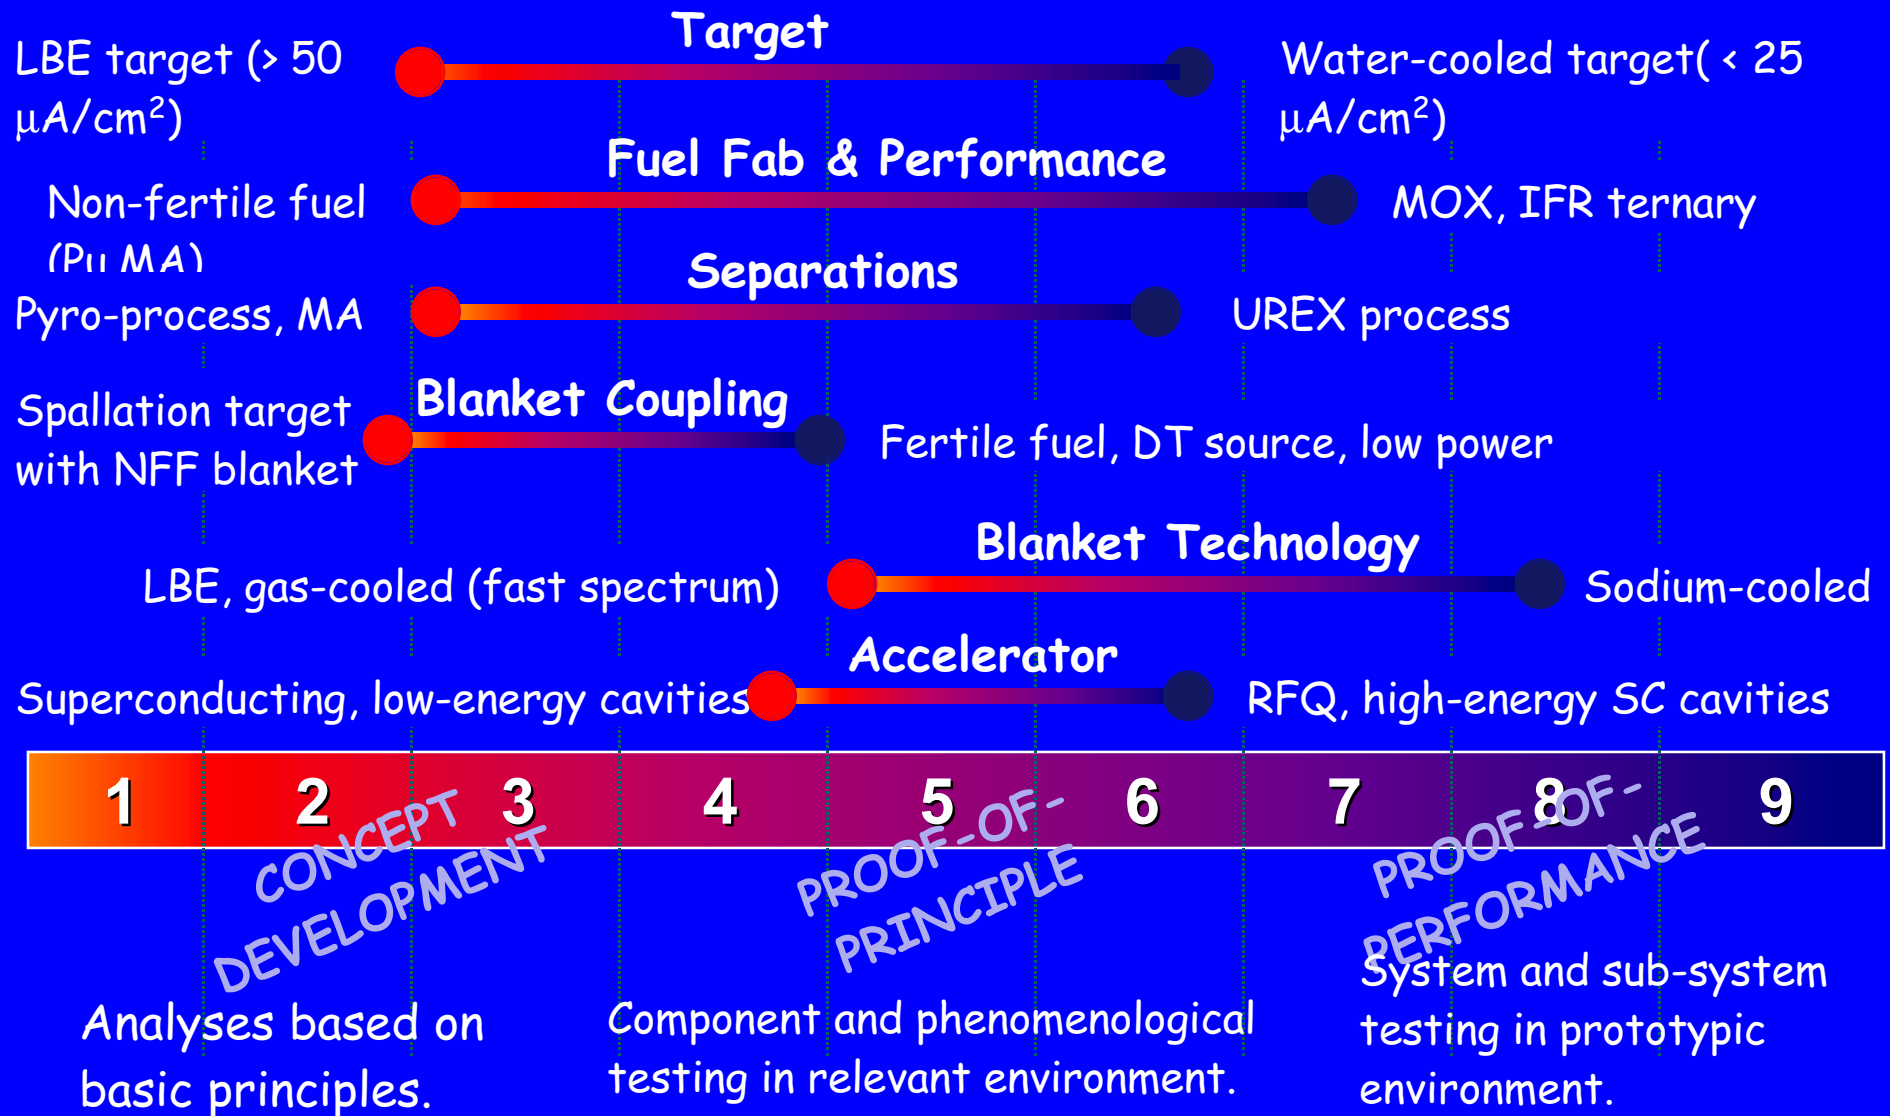 Target
LBE target (> 50
μA/cm²)
Water-cooled target( < 25
μA/cm²)
Fuel Fab & Performance
Non-fertile fuel
(Pu MA)
MOX, IFR ternary
Separations
Pyro-process, MA
UREX process
Blanket Coupling
Spallation target
with NFF blanket
Fertile fuel, DT source, low power
Blanket Technology
LBE, gas-cooled (fast spectrum)
Sodium-cooled
Accelerator
Superconducting, low-energy cavities
RFQ, high-energy SC cavities
1 2 3 4 5 6 7 8 9
CONCEPT
DEVELOPMENT
PROOF-OF-
PRINCIPLE
PROOF-OF-
PERFORMANCE
Analyses based on
basic principles.
Component and phenomenological
testing in relevant environment.
System and sub-system
testing in prototypic
environment.